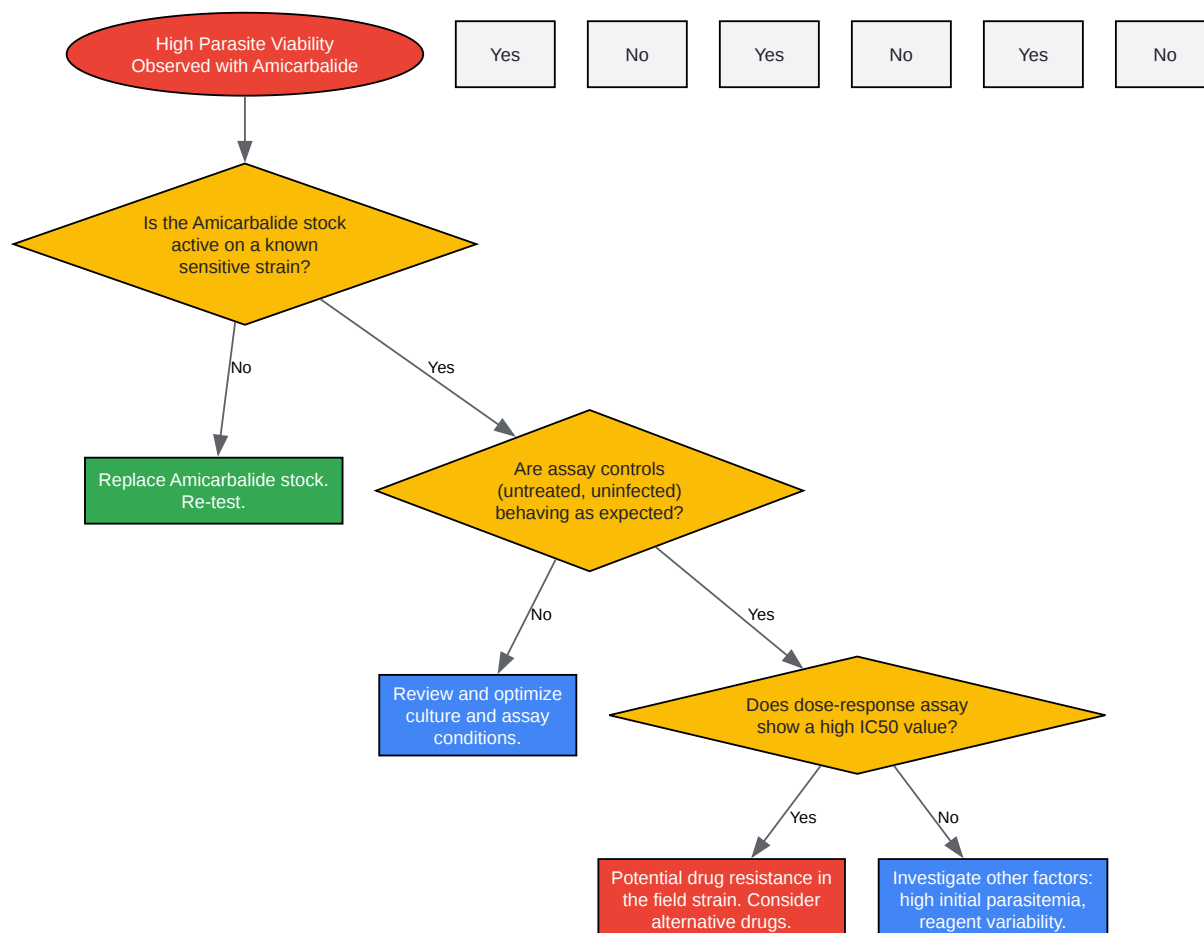 High Parasite Viability
Observed with Amicarbalide
Yes
No
Yes
No
Yes
No
Is the Amicarbalide stock
active on a known
sensitive strain?
No
Yes
Replace Amicarbalide stock.
Re-test.
Are assay controls
(untreated, uninfected)
behaving as expected?
No
Yes
Review and optimize
culture and assay
conditions.
Does dose-response assay
show a high IC50 value?
Yes
No
Potential drug resistance in
the field strain. Consider
alternative drugs.
Investigate other factors:
high initial parasitemia,
reagent variability.